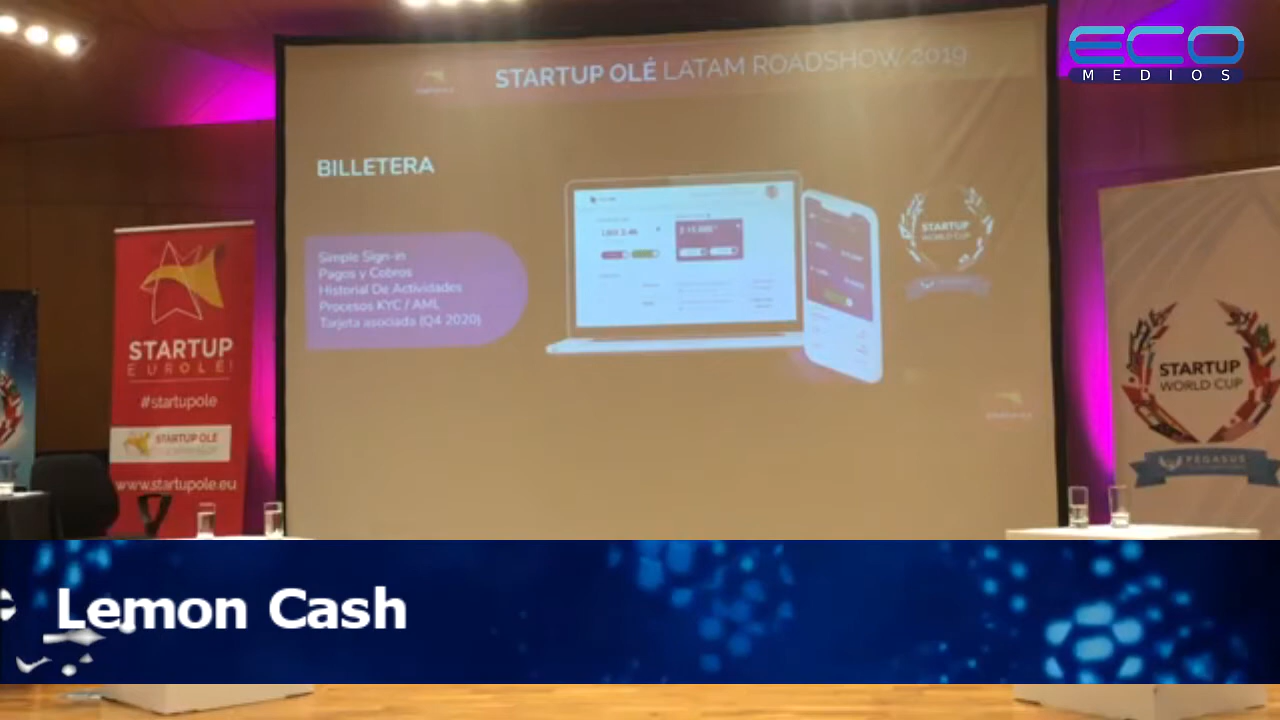 ECO
MEDIOS
STARTUP OLÉ LATAM ROADSHOW 2019
BILLETERA
Simple Sign-in
Pagos y Cobros
Historial De Actividades
Procesos KYC / AML
Tarjeta asociada (Q4 2020)
STARTUP
WORLD CUP
STARTUP
EUROLE!
#startupole
STARTUP OLÉ
www.startupole.eu
STARTUP
WORLD CUP
PEGASUS
Lemon Cash